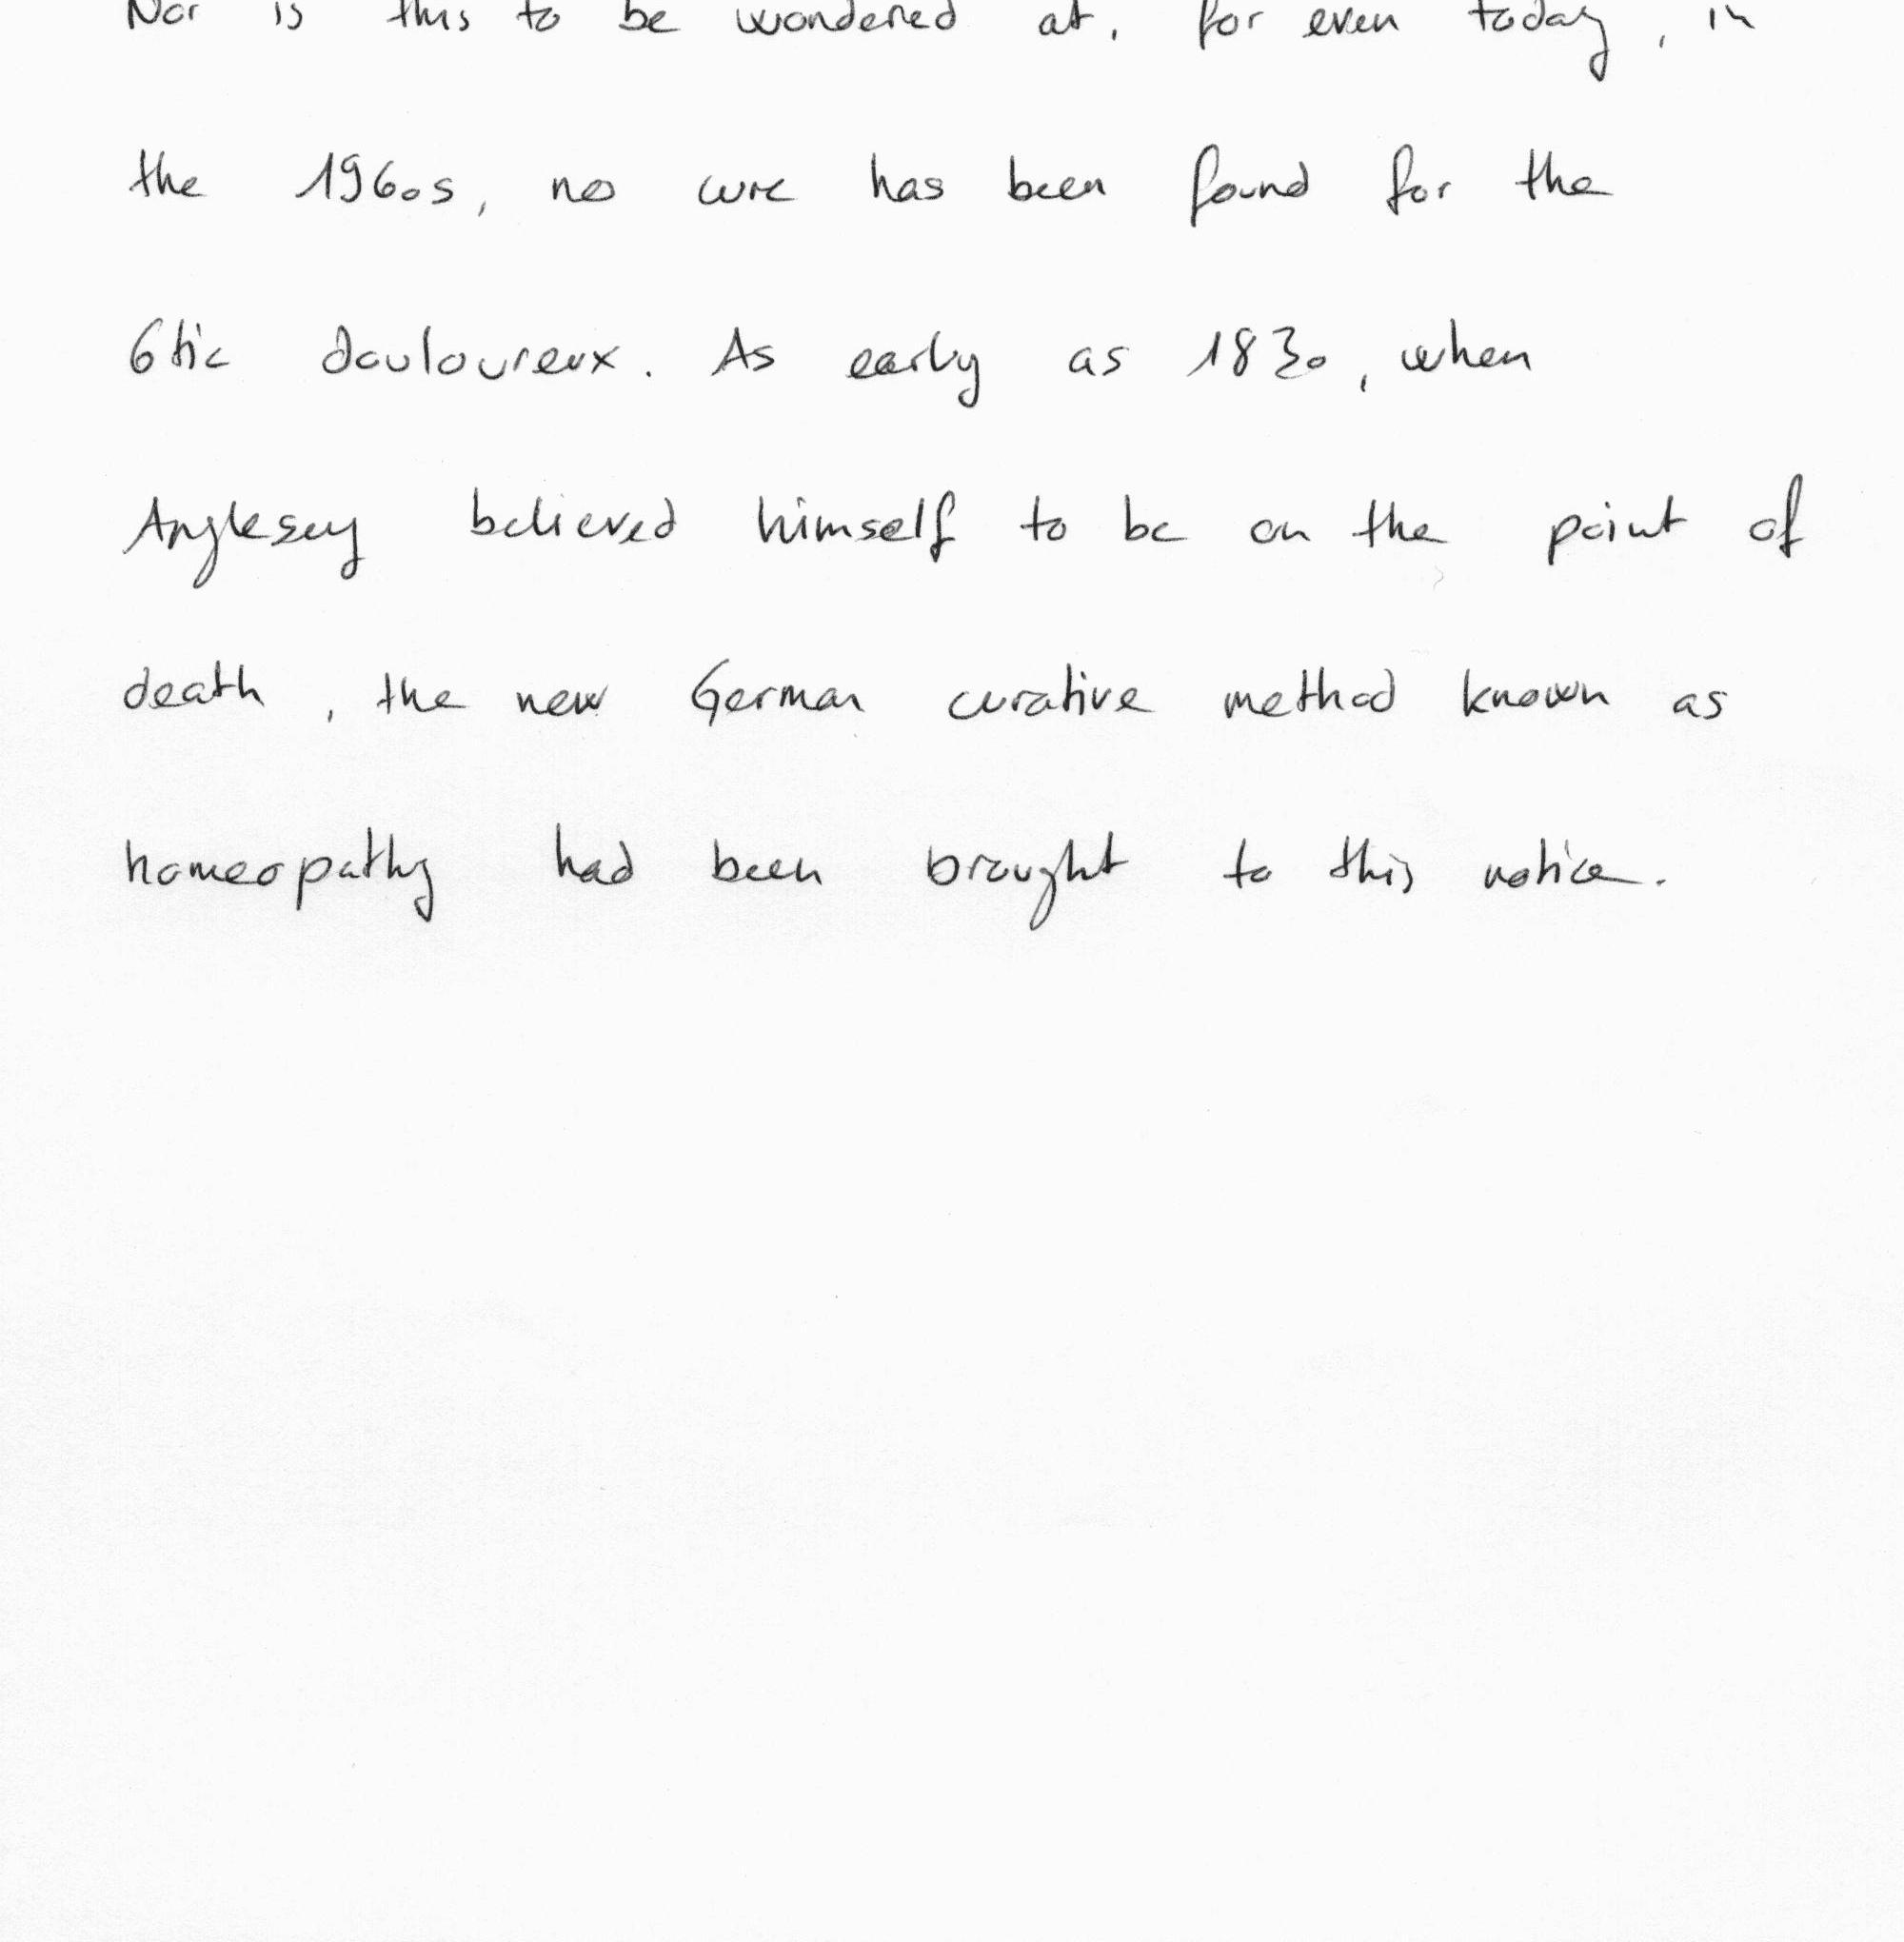 Nor is this to be wondered at, for even today, in
the 1960s, no cure has been found for the
6tic douloureux. As early as 1830, when
Anglesey believed himself to be on the point of
death, the new German curative method known as
homeopathy had been brought to this notice.